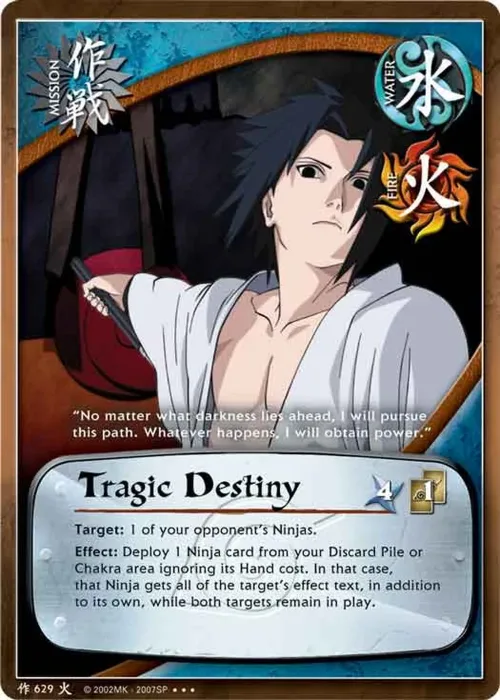 MISSION
作戦
WATER
水
FIRE
火
"No matter what darkness lies ahead, I will pursue
this path. Whatever happens, I will obtain power."
Tragic Destiny
4
1
Target: 1 of your opponent's Ninjas.
Effect: Deploy 1 Ninja card from your Discard Pile or
Chakra area ignoring its Hand cost. In that case,
that Ninja gets all of the target's effect text, in addition
to its own, while both targets remain in play.
作 629 火 © 2002MK · 2007SP